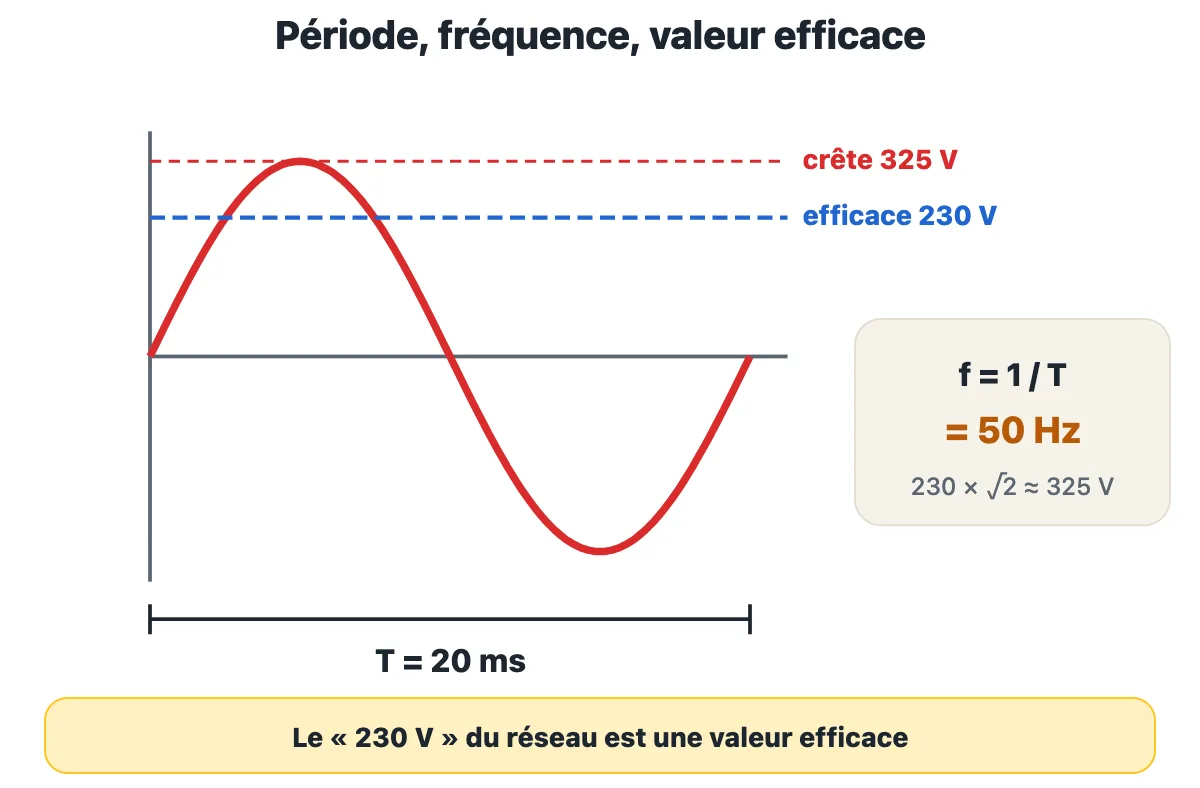 Période, fréquence, valeur efficace
crête 325 V
efficace 230 V
f = 1 / T
= 50 Hz
230 × √2 ≈ 325 V
T = 20 ms
Le « 230 V » du réseau est une valeur efficace